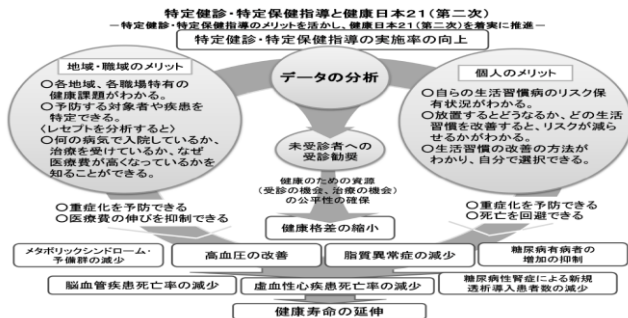 特定健診・特定保健指導と健康日本21（第二次）
－特定健診・特定保健指導のメリットを活かし、健康日本21（第二次）を着実に推進－
特定健診・特定保健指導の実施率の向上
地域・職域のメリット
○各地域、各職場特有の
健康課題がわかる。
○予防する対象者や疾患を
特定できる。
〈レセプトを分析すると〉
○何の病気で入院しているか、
治療を受けているか、なぜ
医療費が高くなっているかを
知ることができる。
データの分析
個人のメリット
○自らの生活習慣病のリスク保
有状況がわかる。
○放置するとどうなるか、どの生活
習慣を改善すると、リスクが減ら
せるかがわかる。
○生活習慣の改善の方法が
わかり、自分で選択できる。
未受診者への
受診勧奨
健康のための資源
（受診の機会、治療の機会）
の公平性の確保
○重症化を予防できる
○医療費の伸びを抑制できる
○重症化を予防できる
○死亡を回避できる
健康格差の縮小
メタボリックシンドローム・
予備群の減少
高血圧の改善
脂質異常症の減少
糖尿病有病者の
増加の抑制
脳血管疾患死亡率の減少
虚血性心疾患死亡率の減少
糖尿病性腎症による新規
透析導入患者数の減少
健康寿命の延伸